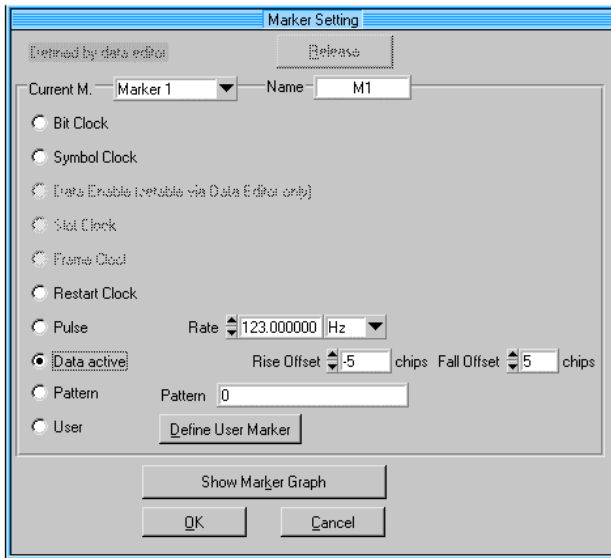 Marker Setting
Defined by data editor Release
Current M. Marker 1 Name M1
Bit Clock
Symbol Clock
Data Enable (setable via Data Editor only)
Slot Clock
Frame Clock
Restart Clock
Pulse Rate 123.000000 Hz
Data active Rise Offset -5 chips Fall Offset 5 chips
Pattern Pattern 0
User Define User Marker
Show Marker Graph
OK Cancel